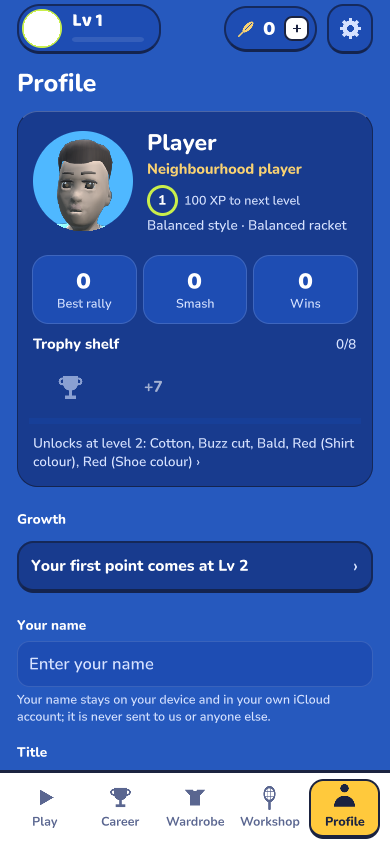 Lv 1
0
+
Profile
Player
Neighbourhood player
1
100 XP to next level
Balanced style · Balanced racket
0
Best rally
0
Smash
0
Wins
Trophy shelf
0/8
+7
Unlocks at level 2: Cotton, Buzz cut, Bald, Red (Shirt
colour), Red (Shoe colour) ›
Growth
Your first point comes at Lv 2
›
Your name
Enter your name
Your name stays on your device and in your own iCloud
account; it is never sent to us or anyone else.
Title
Play
Career
Wardrobe
Workshop
Profile